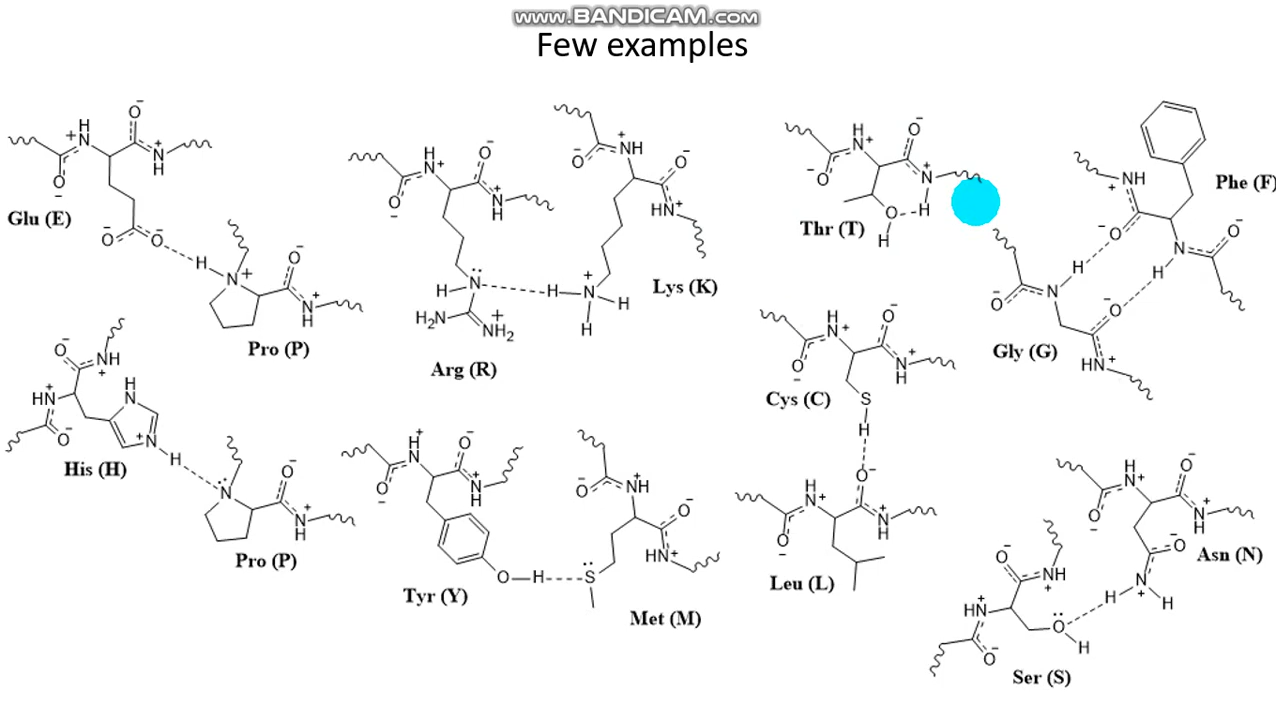 www.BANDICAM.com
Few examples
Glu (E)
Pro (P)
Arg (R)
Lys (K)
Thr (T)
Phe (F)
Gly (G)
His (H)
Pro (P)
Tyr (Y)
Met (M)
Cys (C)
Leu (L)
Ser (S)
Asn (N)